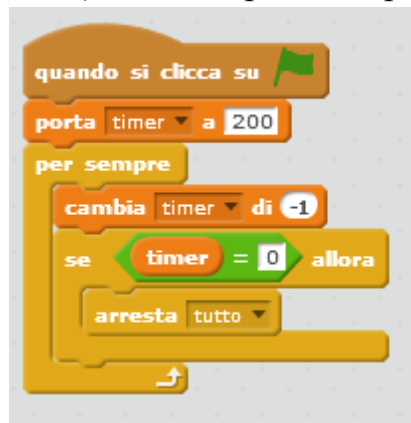 quando si clicca su
porta timer a 200
per sempre
cambia timer di -1
se timer = 0 allora
arresta tutto